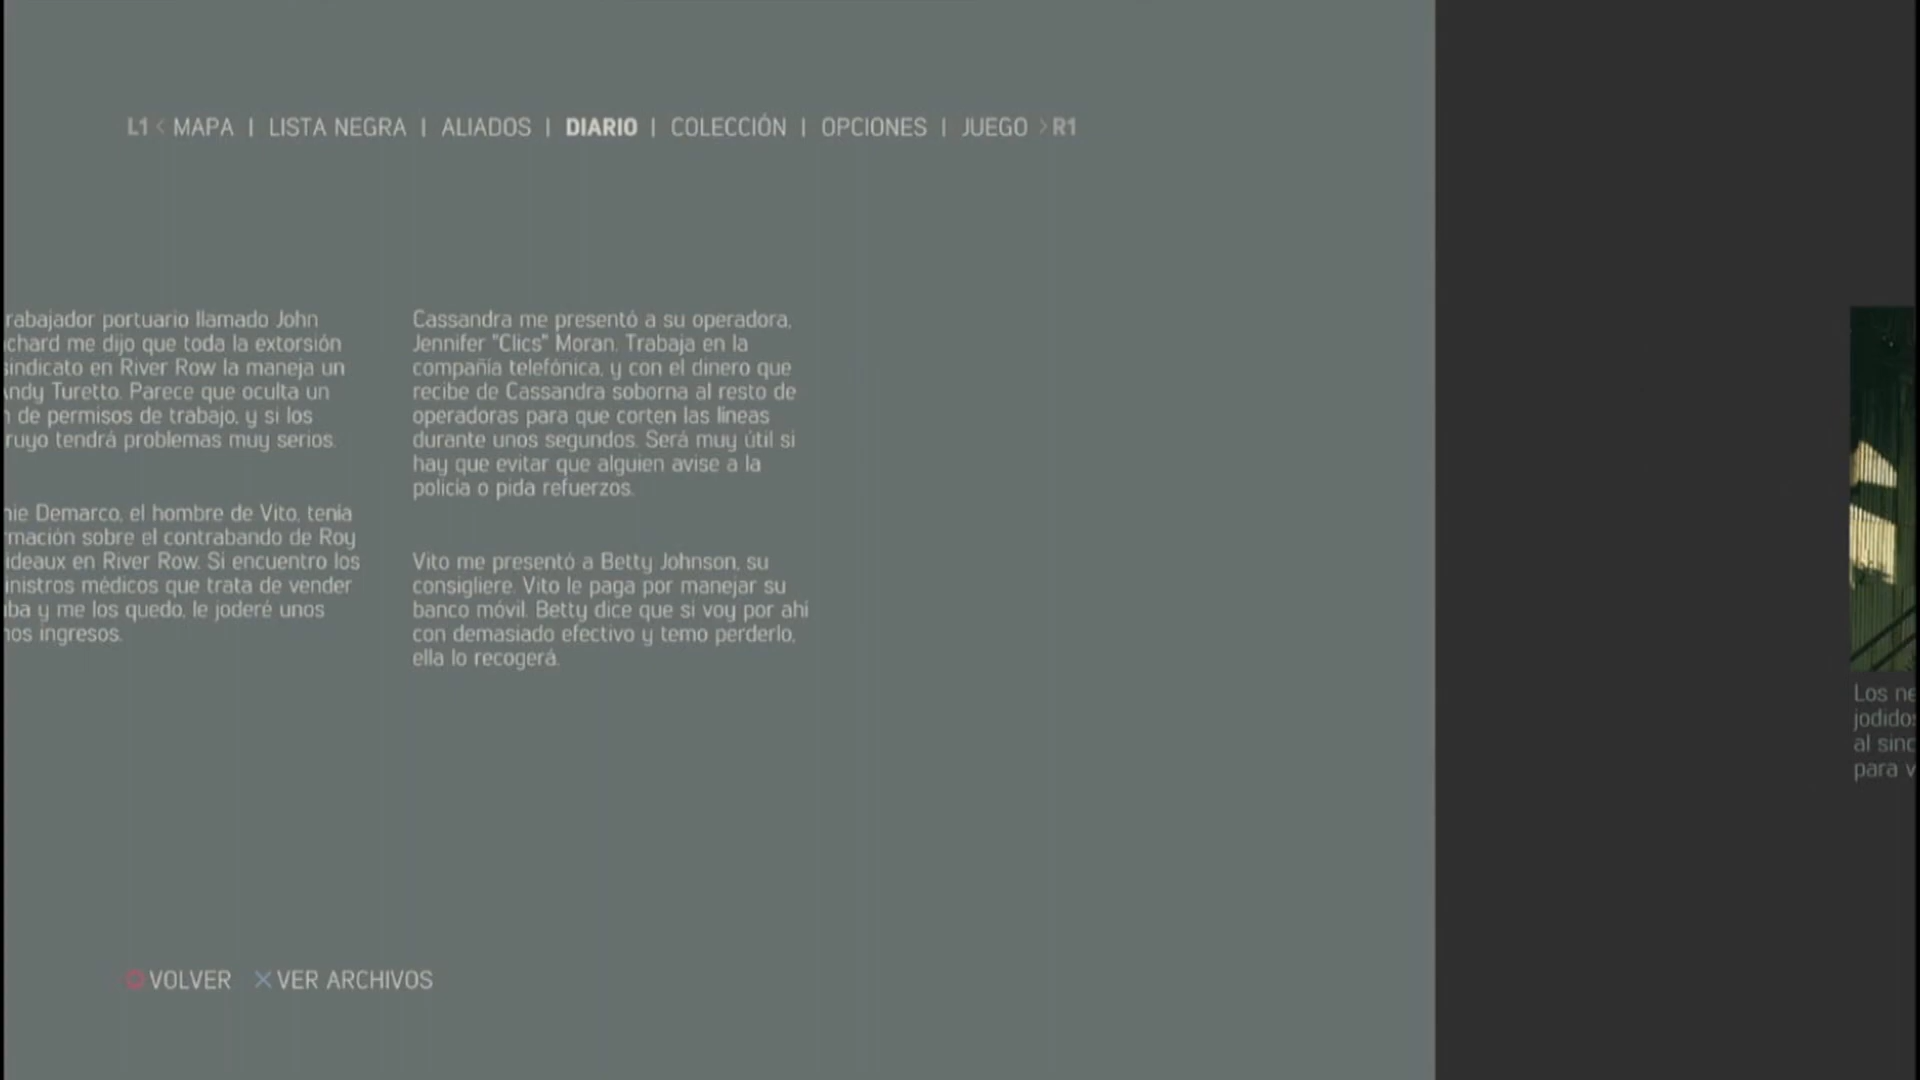 L1 < MAPA | LISTA NEGRA | ALIADOS | DIARIO | COLECCIÓN | OPCIONES | JUEGO > R1
rabajador portuario llamado John
chard me dijo que toda la extorsión
sindicato en River Row la maneja un
Andy Turetto. Parece que oculta un
de permisos de trabajo, y si los
ruyo tendrá problemas muy serios.
nie Demarco, el hombre de Vito, tenía
rmación sobre el contrabando de Roy
ideaux en River Row. Si encuentro los
inistros médicos que trata de vender
ba y me los quedo, le joderé unos
nos ingresos.
Cassandra me presentó a su operadora,
Jennifer "Clics" Moran. Trabaja en la
compañía telefónica, y con el dinero que
recibe de Cassandra soborna al resto de
operadoras para que corten las líneas
durante unos segundos. Será muy útil si
hay que evitar que alguien avise a la
policía o pida refuerzos.
Vito me presentó a Betty Johnson, su
consigliere. Vito le paga por manejar su
banco móvil. Betty dice que si voy por ahí
con demasiado efectivo y temo perderlo,
ella lo recogerá.
Los ne
jodidos
al sind
para v
VOLVER VER ARCHIVOS